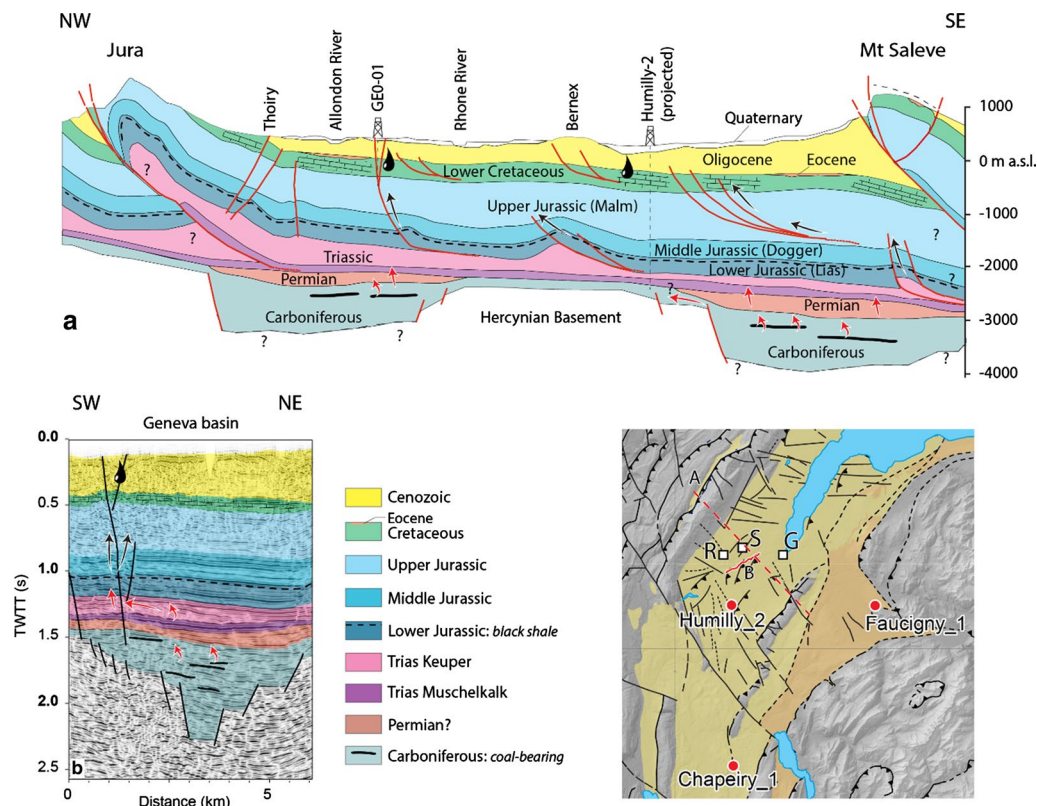 NW
SE
Jura
Thoiry
Allondon River
GE0-01
Rhone River
Bernex
Humilly-2
(projected)
Mt Saleve
Quaternary
1000
0 m a.s.l.
-1000
-2000
-3000
-4000
Oligocene
Eocene
Lower Cretaceous
Upper Jurassic (Malm)
Middle Jurassic (Dogger)
Lower Jurassic (Lias)
Triassic
Permian
Permian
Carboniferous
Hercynian Basement
Carboniferous
?
?
?
?
?
?
?
?
?
a
SW
NE
Geneva basin
0.0
0.5
1.0
1.5
2.0
2.5
TWTT (s)
b
0
5
Distance (km)
Cenozoic
Eocene
Cretaceous
Upper Jurassic
Middle Jurassic
Lower Jurassic: black shale
Trias Keuper
Trias Muschelkalk
Permian?
Carboniferous: coal-bearing
A
R
S
G
B
Humilly_2
Faucigny_1
Chapeiry_1